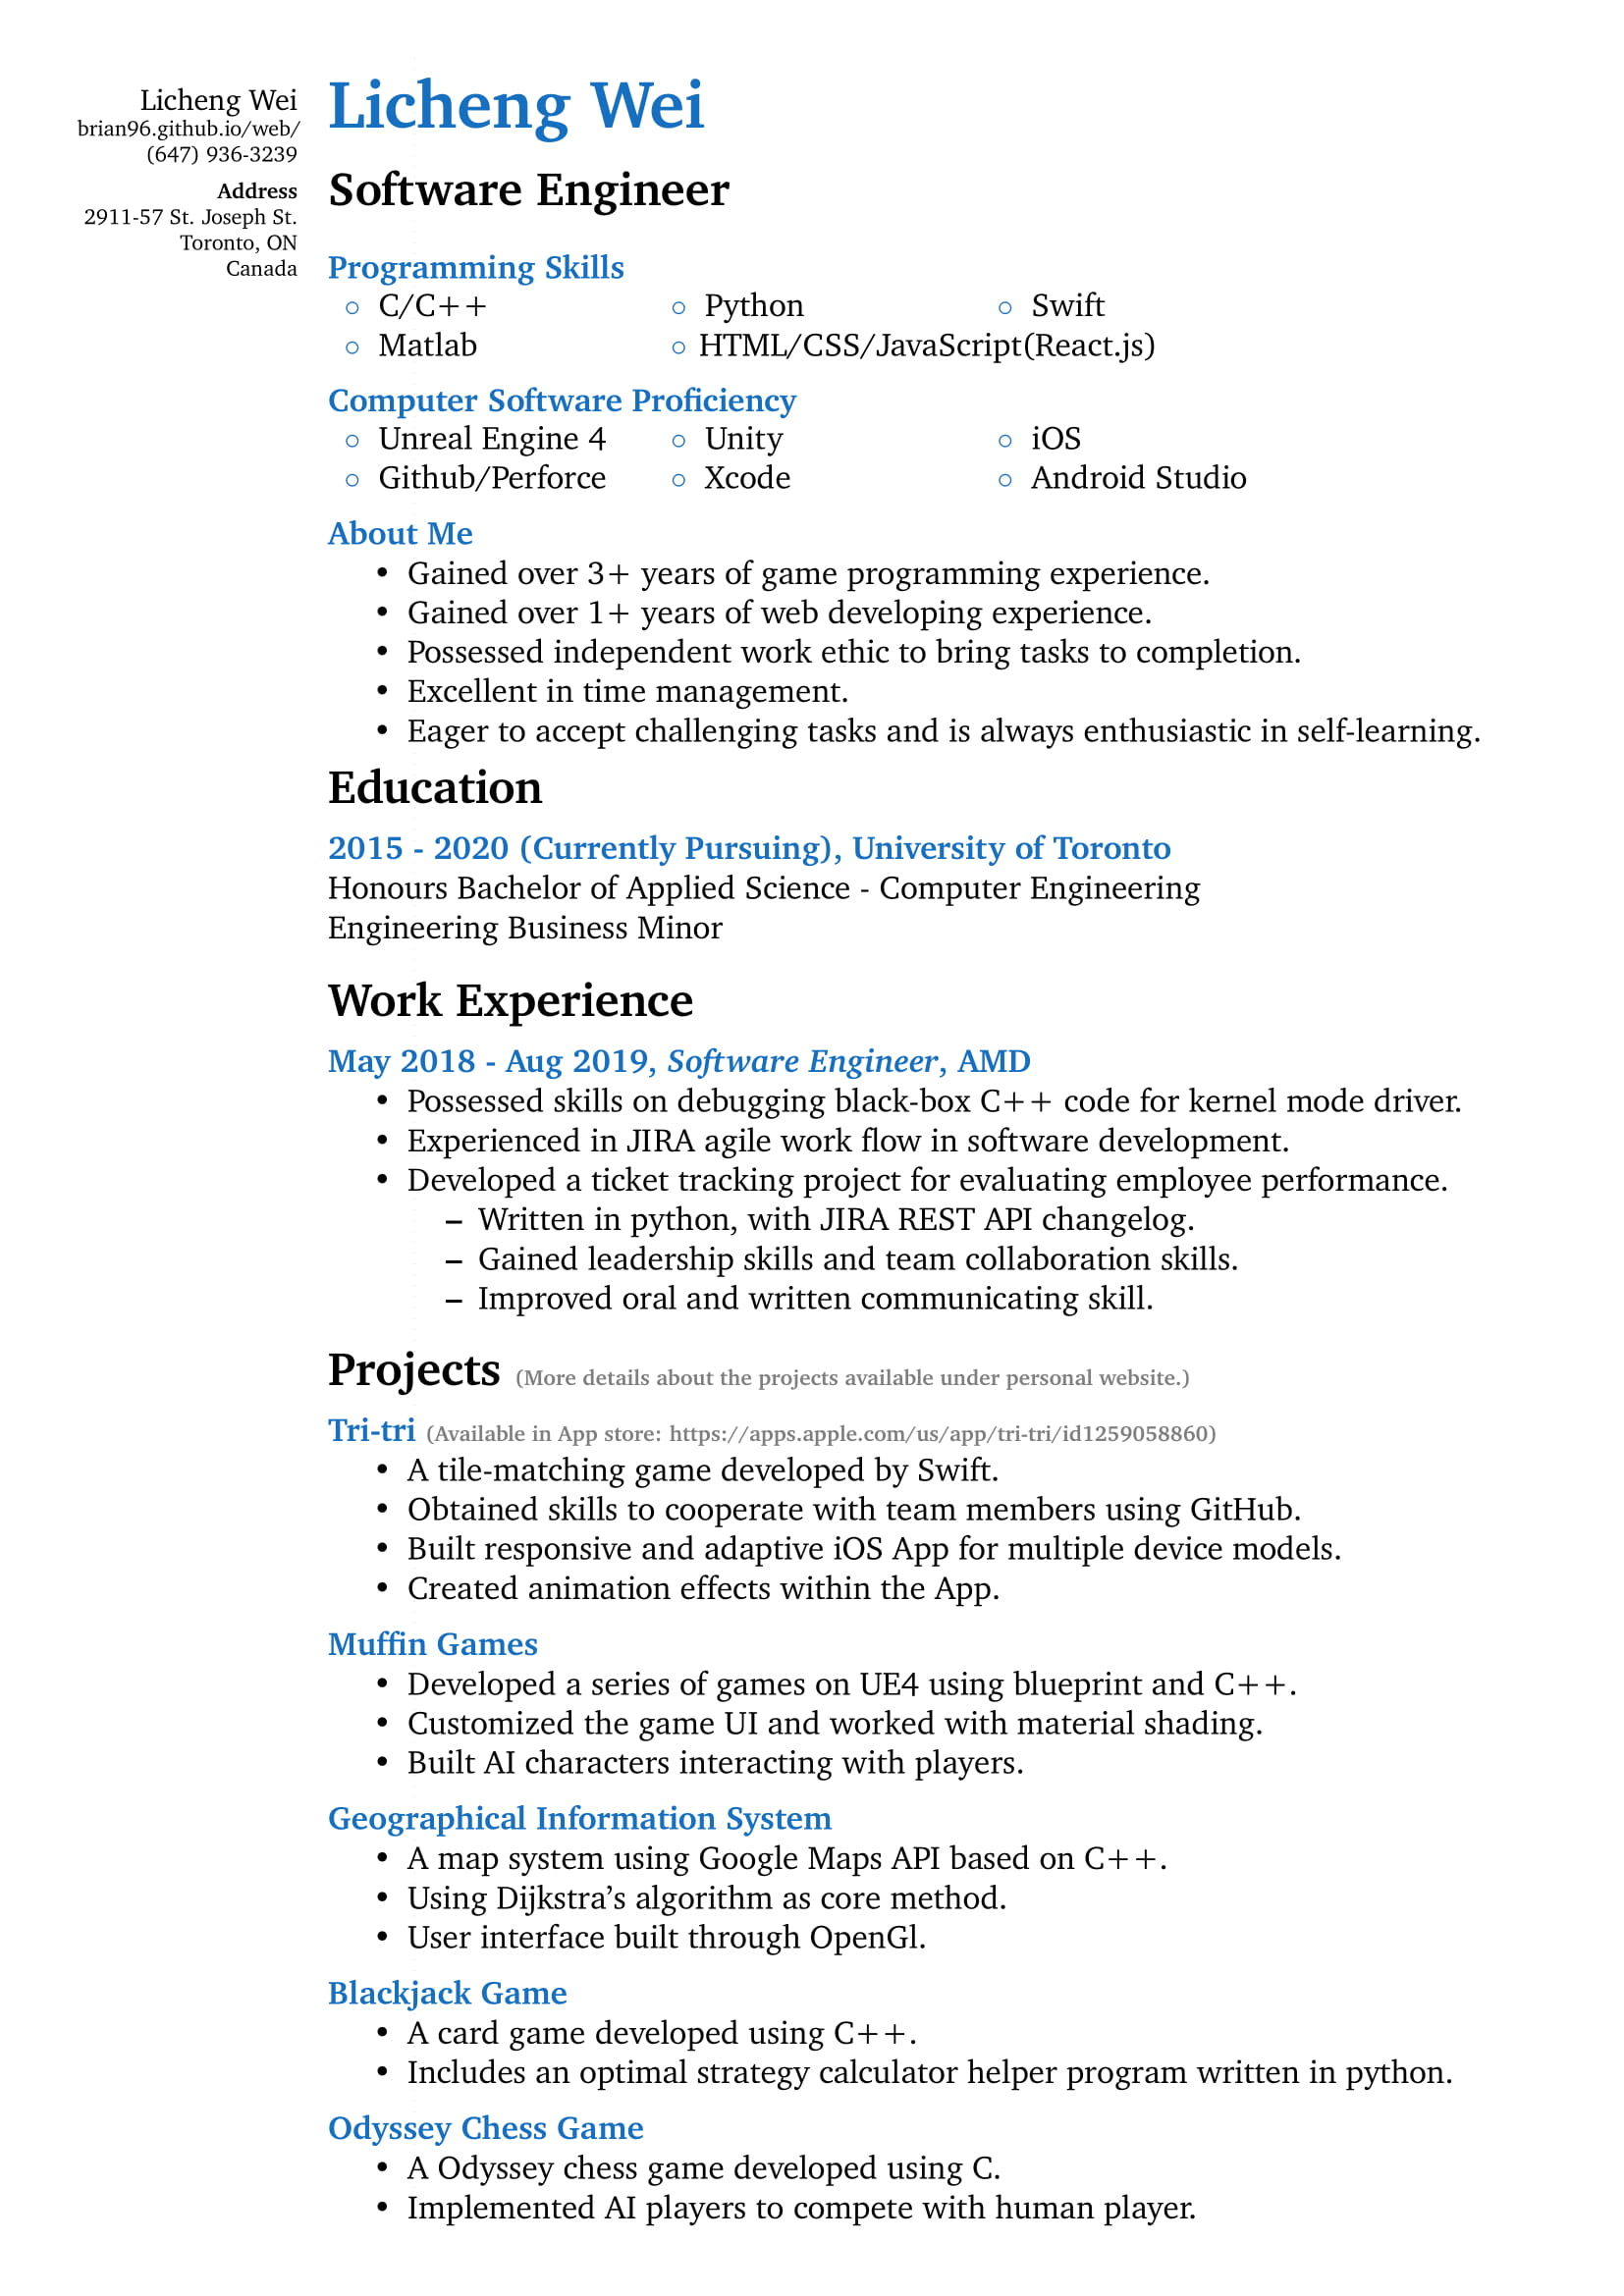 Licheng Wei
brian96.github.io/web/
(647) 936-3239
Address
2911-57 St. Joseph St.
Toronto, ON
Canada
Licheng Wei
Software Engineer
Programming Skills
C/C++
Python
Swift
Matlab
HTML/CSS/JavaScript(React.js)
Computer Software Proficiency
Unreal Engine 4
Unity
iOS
Github/Perforce
Xcode
Android Studio
About Me
• Gained over 3+ years of game programming experience.
• Gained over 1+ years of web developing experience.
• Possessed independent work ethic to bring tasks to completion.
• Excellent in time management.
• Eager to accept challenging tasks and is always enthusiastic in self-learning.
Education
2015 - 2020 (Currently Pursuing), University of Toronto
Honours Bachelor of Applied Science - Computer Engineering
Engineering Business Minor
Work Experience
May 2018 - Aug 2019, Software Engineer, AMD
• Possessed skills on debugging black-box C++ code for kernel mode driver.
• Experienced in JIRA agile work flow in software development.
• Developed a ticket tracking project for evaluating employee performance.
– Written in python, with JIRA REST API changelog.
– Gained leadership skills and team collaboration skills.
– Improved oral and written communicating skill.
Projects (More details about the projects available under personal website.)
Tri-tri (Available in App store: https://apps.apple.com/us/app/tri-tri/id1259058860)
• A tile-matching game developed by Swift.
• Obtained skills to cooperate with team members using GitHub.
• Built responsive and adaptive iOS App for multiple device models.
• Created animation effects within the App.
Muffin Games
• Developed a series of games on UE4 using blueprint and C++.
• Customized the game UI and worked with material shading.
• Built AI characters interacting with players.
Geographical Information System
• A map system using Google Maps API based on C++.
• Using Dijkstra’s algorithm as core method.
• User interface built through OpenGl.
Blackjack Game
• A card game developed using C++.
• Includes an optimal strategy calculator helper program written in python.
Odyssey Chess Game
• A Odyssey chess game developed using C.
• Implemented AI players to compete with human player.